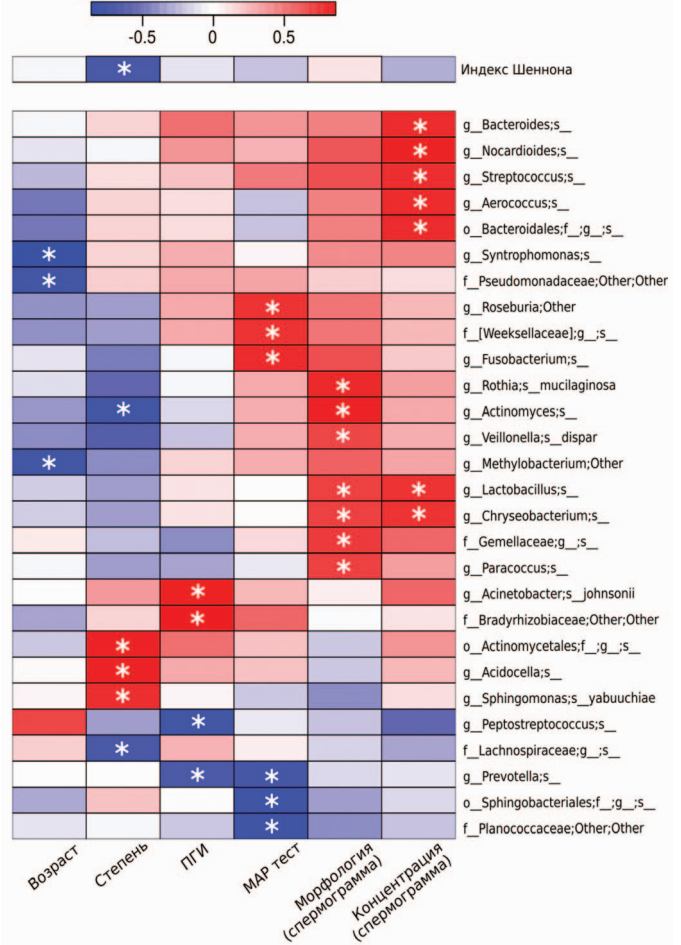 -0.5 0 0.5
Индекс Шеннона
g__Bacteroides;s__
g__Nocardioides;s__
g__Streptococcus;s__
g__Aerococcus;s__
o__Bacteroidales;f__;g__;s__
g__Syntrophomonas;s__
f__Pseudomonadaceae;Other;Other
g__Roseburia;Other
f__[Weeksellaceae];g__;s__
g__Fusobacterium;s__
g__Rothia;s__mucilaginosa
g__Actinomyces;s__
g__Veillonella;s__dispar
g__Methylobacterium;Other
g__Lactobacillus;s__
g__Chryseobacterium;s__
f__Gemellaceae;g__;s__
g__Paracoccus;s__
g__Acinetobacter;s__johnsonii
f__Bradyrhizobiaceae;Other;Other
o__Actinomycetales;f__;g__;s__
g__Acidocella;s__
g__Sphingomonas;s__yabuuchiae
g__Peptostreptococcus;s__
f__Lachnospiraceae;g__;s__
g__Prevotella;s__
o__Sphingobacteriales;f__;g__;s__
f__Planococcaceae;Other;Other
Возраст
Степень
ПГИ
МАР тест
Морфология
(спермограмма)
Концентрация
(спермограмма)